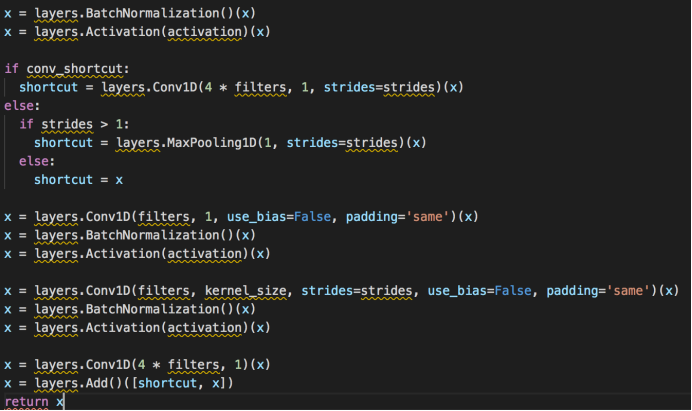 x = layers.BatchNormalization()(x)
x = layers.Activation(activation)(x)

if conv_shortcut:
  shortcut = layers.Conv1D(4 * filters, 1, strides=strides)(x)
else:
  if strides > 1:
    shortcut = layers.MaxPooling1D(1, strides=strides)(x)
  else:
    shortcut = x

x = layers.Conv1D(filters, 1, use_bias=False, padding='same')(x)
x = layers.BatchNormalization()(x)
x = layers.Activation(activation)(x)

x = layers.Conv1D(filters, kernel_size, strides=strides, use_bias=False, padding='same')(x)
x = layers.BatchNormalization()(x)
x = layers.Activation(activation)(x)

x = layers.Conv1D(4 * filters, 1)(x)
x = layers.Add()([shortcut, x])
return x